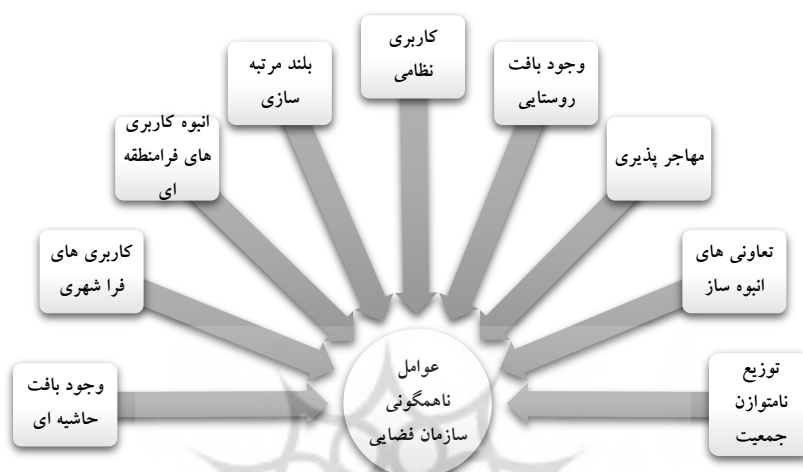 کاربری
نظامی
وجود بافت
روستایی
بلند مرتبه
سازی
انبوه کاربری
های فرامنطقه
ای
مهاجر پذیری
کاربری های
فرا شهری
تعاونی های
انبوه ساز
وجود بافت
حاشیه ای
توزیع
نامتوازن
جمعیت
عوامل
ناهمگونی
سازمان فضایی